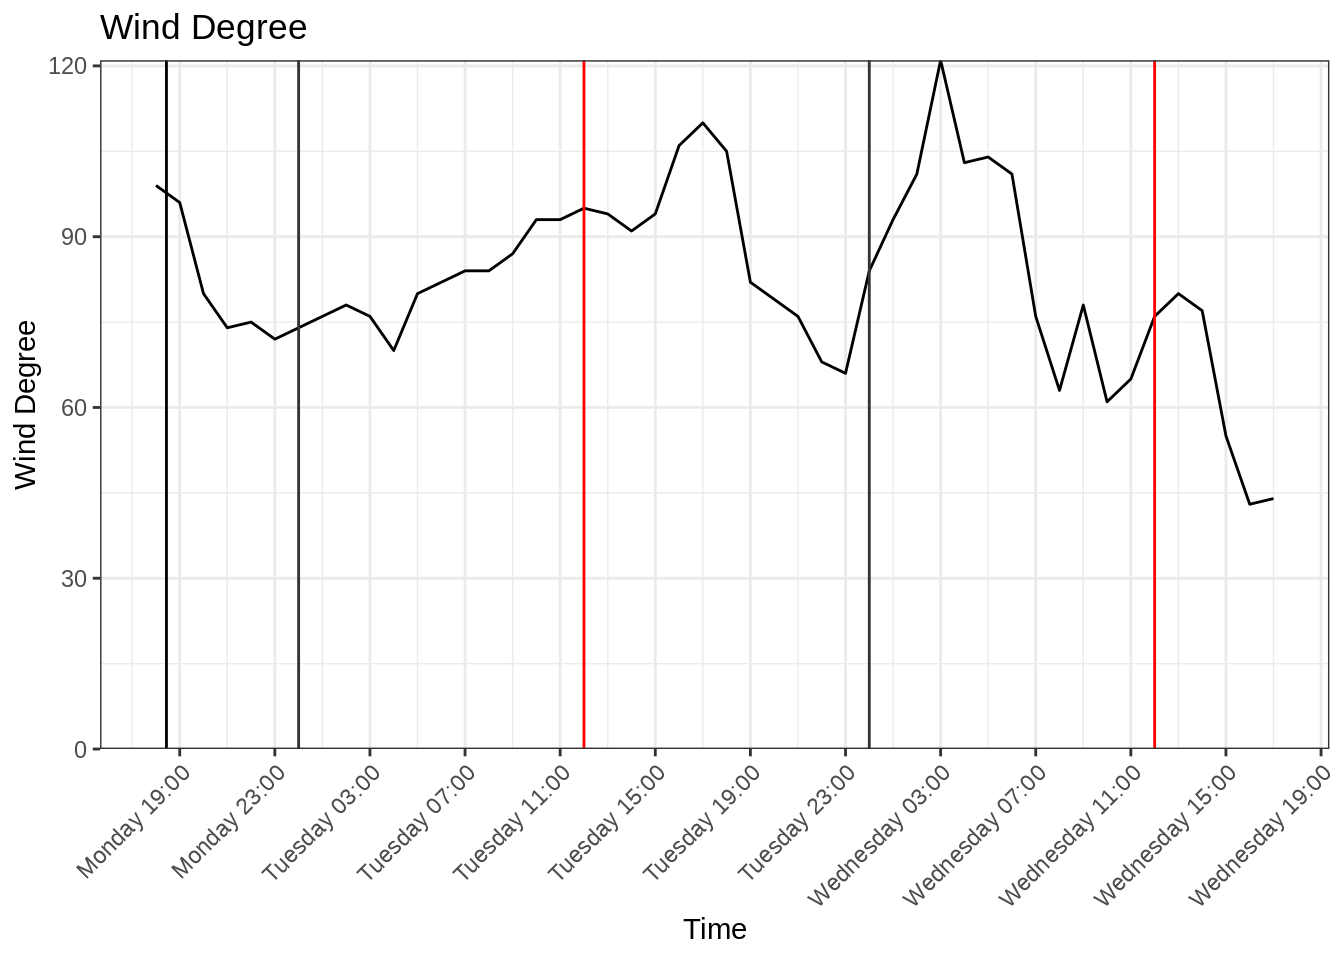 Wind Degree
Wind Degree
120
90
60
30
0
Monday 19:00
Monday 23:00
Tuesday 03:00
Tuesday 07:00
Tuesday 11:00
Tuesday 15:00
Tuesday 19:00
Tuesday 23:00
Wednesday 03:00
Wednesday 07:00
Wednesday 11:00
Wednesday 15:00
Wednesday 19:00
Time